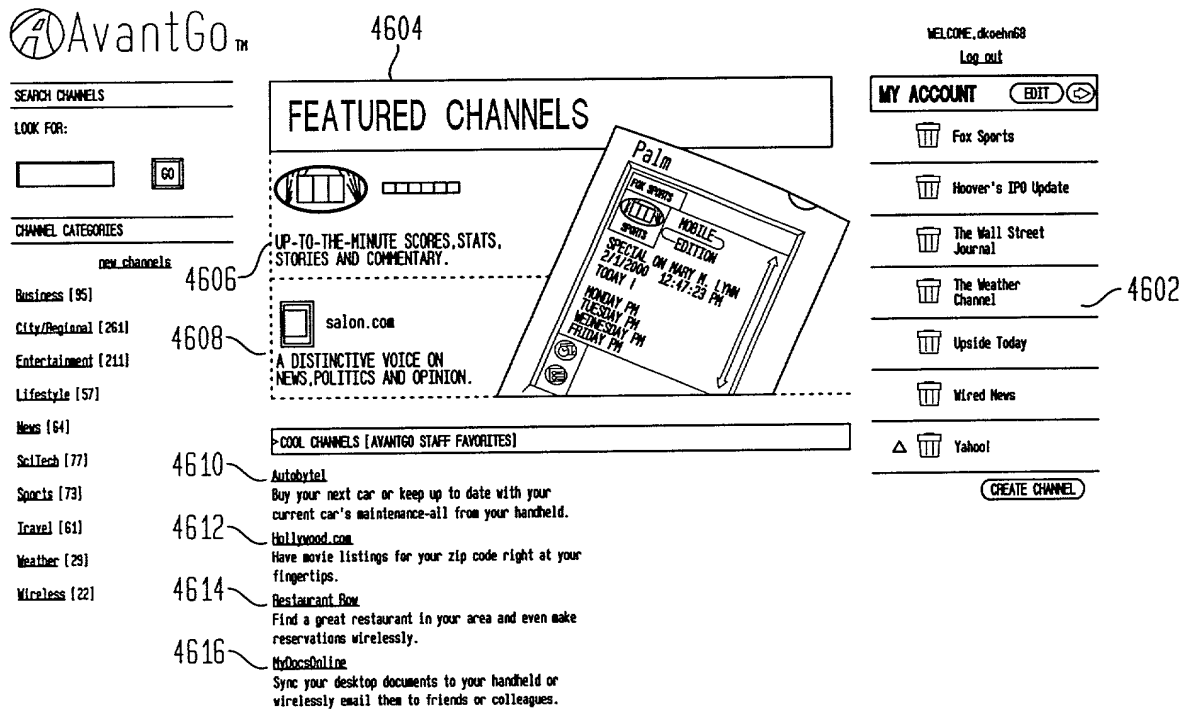 AvantGo™
SEARCH CHANNELS
LOOK FOR:
GO
CHANNEL CATEGORIES
new channels
Business [95]
City/Regional [261]
Entertainment [211]
Lifestyle [57]
News [64]
SciTech [77]
Sports [73]
Travel [61]
Weather [29]
Wireless [22]
4604
FEATURED CHANNELS
4606
UP-TO-THE-MINUTE SCORES,STATS,
STORIES AND COMMENTARY.
4608
salon.com
A DISTINCTIVE VOICE ON
NEWS,POLITICS AND OPINION.
Palm
FOX SPORTS
SPORTS
MOBILE
EDITION
SPECIAL ON MARY M. LYNN
2/1/2000 12:47:23 PM
TODAY !
MONDAY PM
TUESDAY PM
WEDNESDAY PM
FRIDAY PM
>COOL CHANNELS [AVANTGO STAFF FAVORITES]
4610
Autobytel
Buy your next car or keep up to date with your
current car's maintenance-all from your handheld.
4612
Hollywood.com
Have movie listings for your zip code right at your
fingertips.
4614
Restaurant Row
Find a great restaurant in your area and even make
reservations wirelessly.
4616
MyDocsOnline
Sync your desktop documents to your handheld or
wirelessly email them to friends or colleagues.
WELCOME,dkoehn68
Log out
MY ACCOUNT
EDIT
Fox Sports
Hoover's IPO Update
The Wall Street
Journal
The Weather
Channel
4602
Upside Today
Wired News
Yahoo!
CREATE CHANNEL